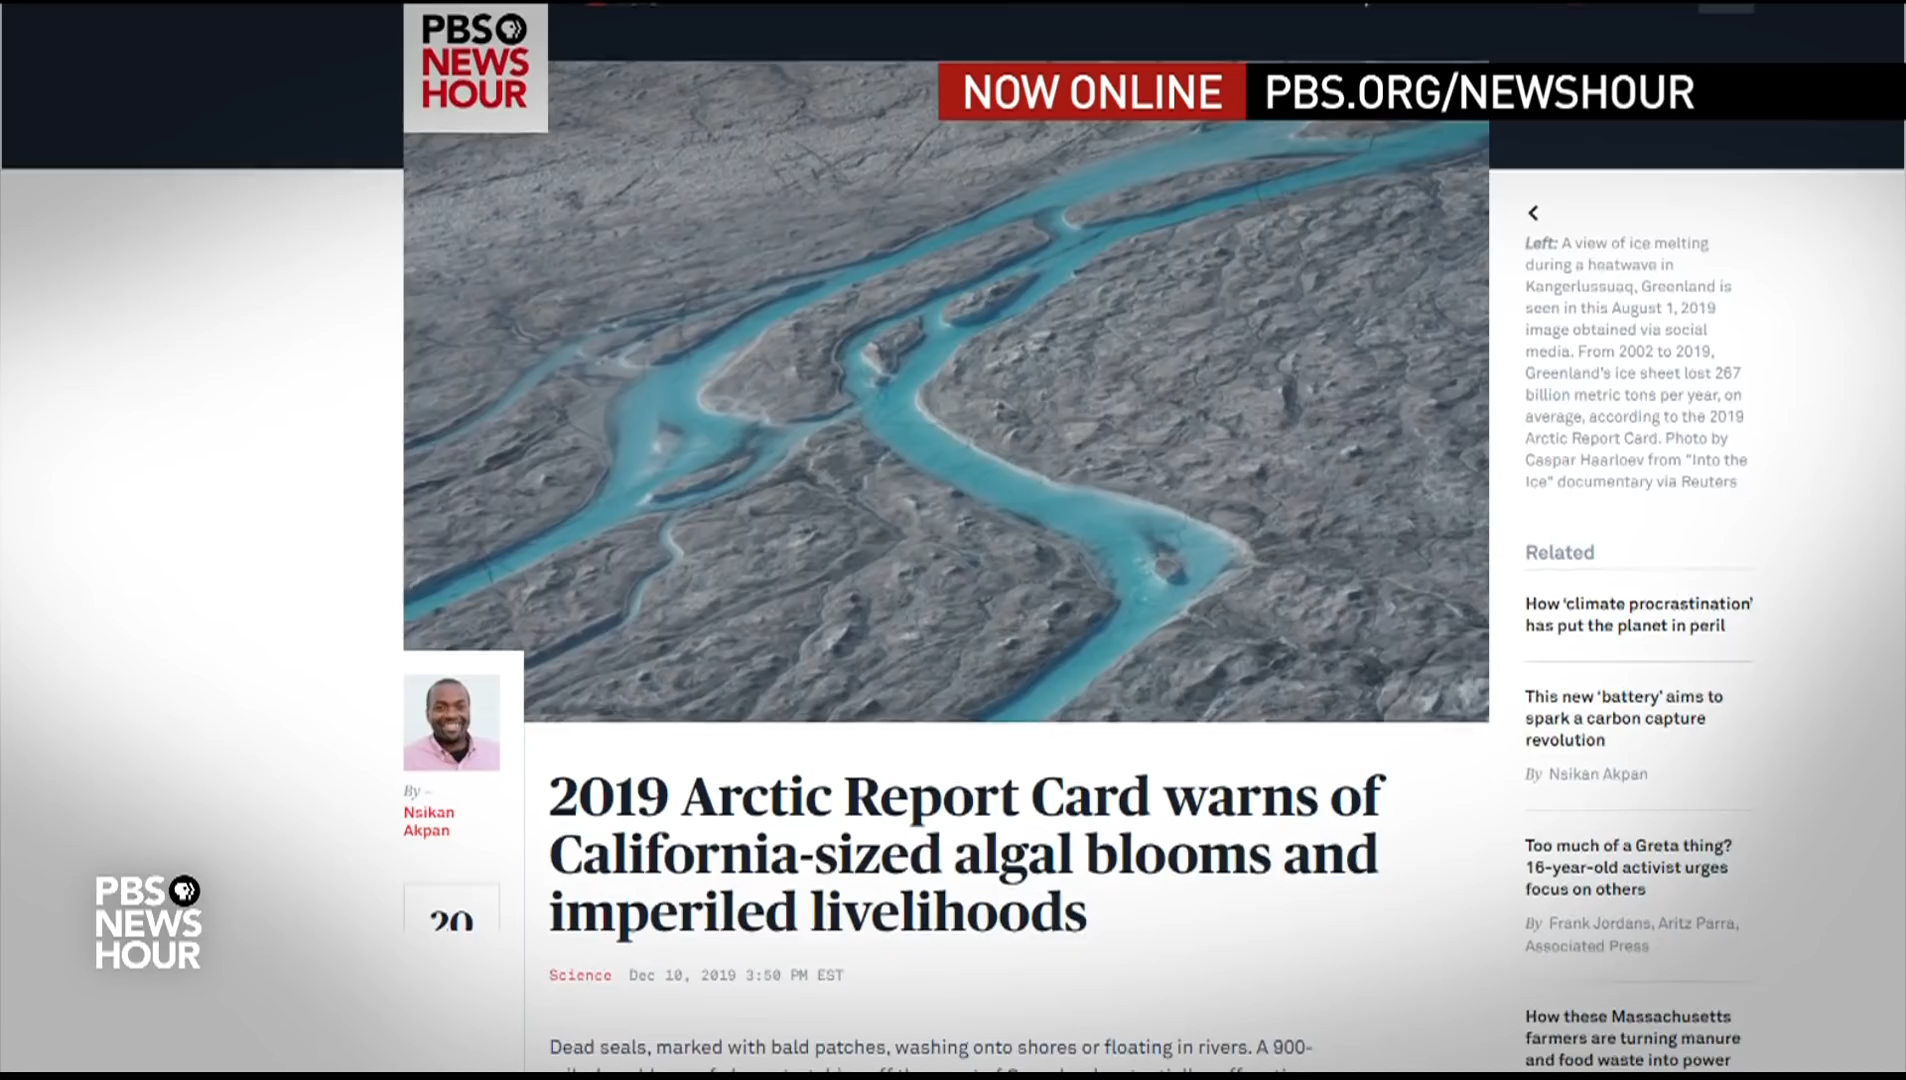 PBS
NEWS
HOUR
NOW ONLINE PBS.ORG/NEWSHOUR
Left: A view of ice melting
during a heatwave in
Kangerlussuaq, Greenland is
seen in this August 1, 2019
image obtained via social
media. From 2002 to 2019,
Greenland's ice sheet lost 267
billion metric tons per year, on
average, according to the 2019
Arctic Report Card. Photo by
Caspar Haarloev from "Into the
Ice" documentary via Reuters
Related
How ‘climate procrastination’
has put the planet in peril
This new ‘battery’ aims to
spark a carbon capture
revolution
By Nsikan Akpan
Too much of a Greta thing?
16-year-old activist urges
focus on others
By Frank Jordans, Aritz Parra,
Associated Press
How these Massachusetts
farmers are turning manure
and food waste into power
By –
Nsikan
Akpan
20
2019 Arctic Report Card warns of
California-sized algal blooms and
imperiled livelihoods
Science Dec 10, 2019 3:50 PM EST
Dead seals, marked with bald patches, washing onto shores or floating in rivers. A 900-
PBS
NEWS
HOUR